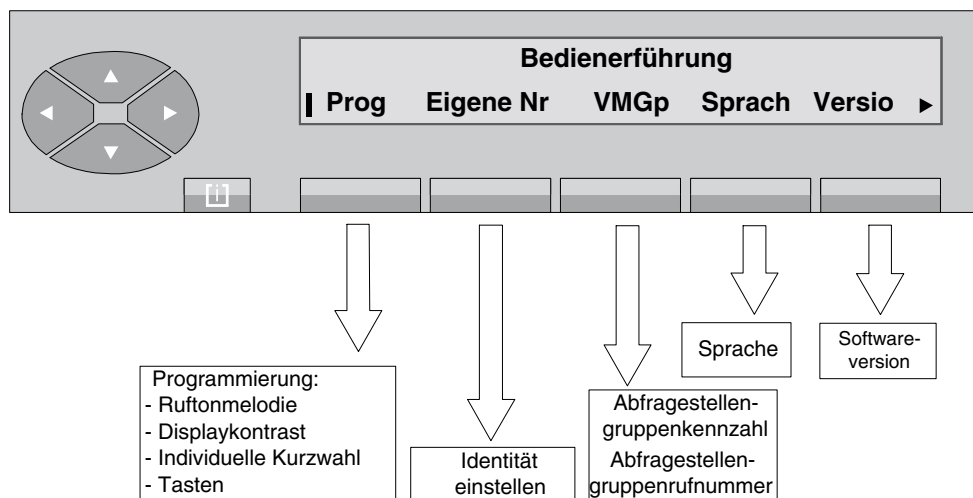 Bedienerführung
Prog Eigene Nr VMGp Sprach Versio
[i]
Programmierung:
- Ruftonmelodie
- Displaykontrast
- Individuelle Kurzwahl
- Tasten
Identität
einstellen
Abfragestellen-
gruppenkennzahl
Abfragestellen-
gruppenrufnummer
Sprache
Software-
version